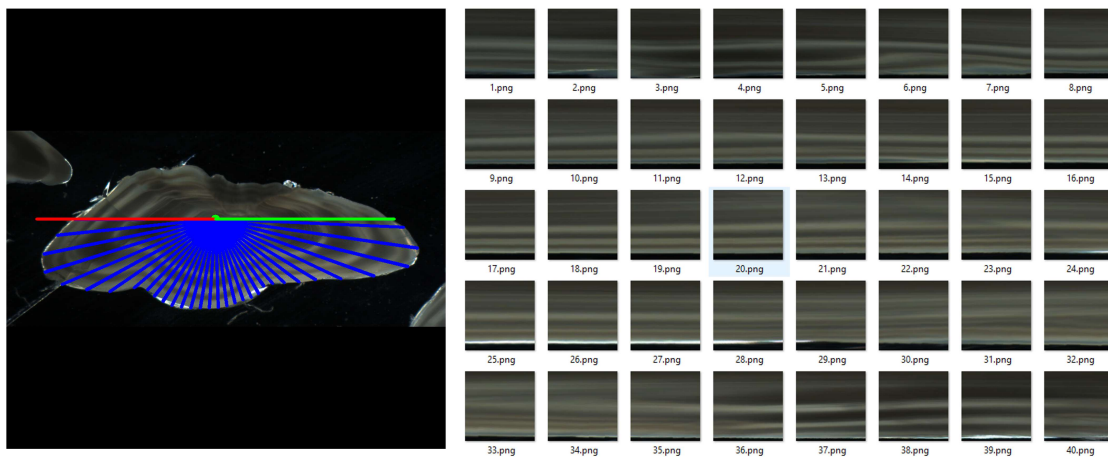 1.png 2.png 3.png 4.png 5.png 6.png 7.png 8.png
9.png 10.png 11.png 12.png 13.png 14.png 15.png 16.png
17.png 18.png 19.png 20.png 21.png 22.png 23.png 24.png
25.png 26.png 27.png 28.png 29.png 30.png 31.png 32.png
33.png 34.png 35.png 36.png 37.png 38.png 39.png 40.png